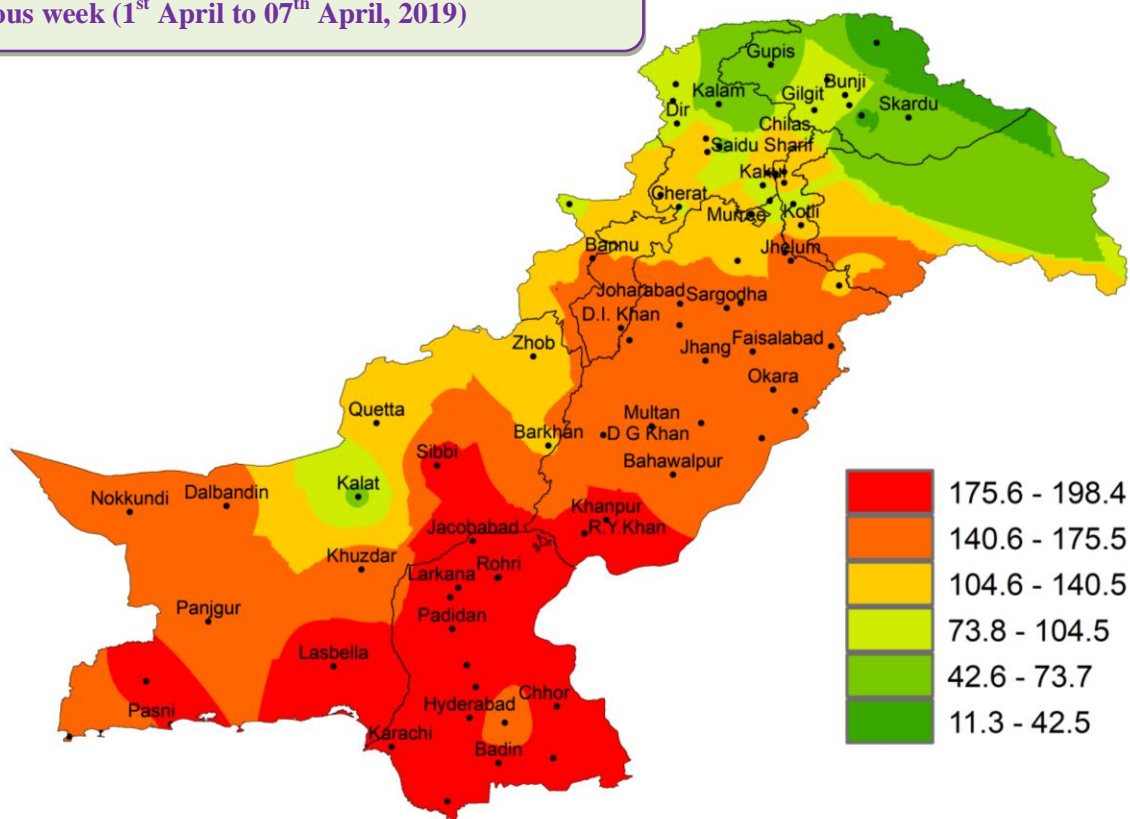 ous week (1st April to 07th April, 2019)
Gupis
Bunji
Kalam
Gilgit
Skardu
Dir
Chilas
Saidu Sharif
Kakul
Cherat
Murree
Kotli
Bannu
Jhelum
Joharabad
Sargodha
D.I. Khan
Zhob
Jhang
Faisalabad
Okara
Quetta
Multan
Barkhan
D G Khan
Sibbi
Bahawalpur
Kalat
Nokkundi
Dalbandin
Khanpur
R.Y.Khan
Jacobabad
Khuzdar
Rohri
Larkana
Panjgur
Padidan
Lasbella
Pasni
Hyderabad
Chhor
Karachi
Badin
175.6 - 198.4
140.6 - 175.5
104.6 - 140.5
73.8 - 104.5
42.6 - 73.7
11.3 - 42.5